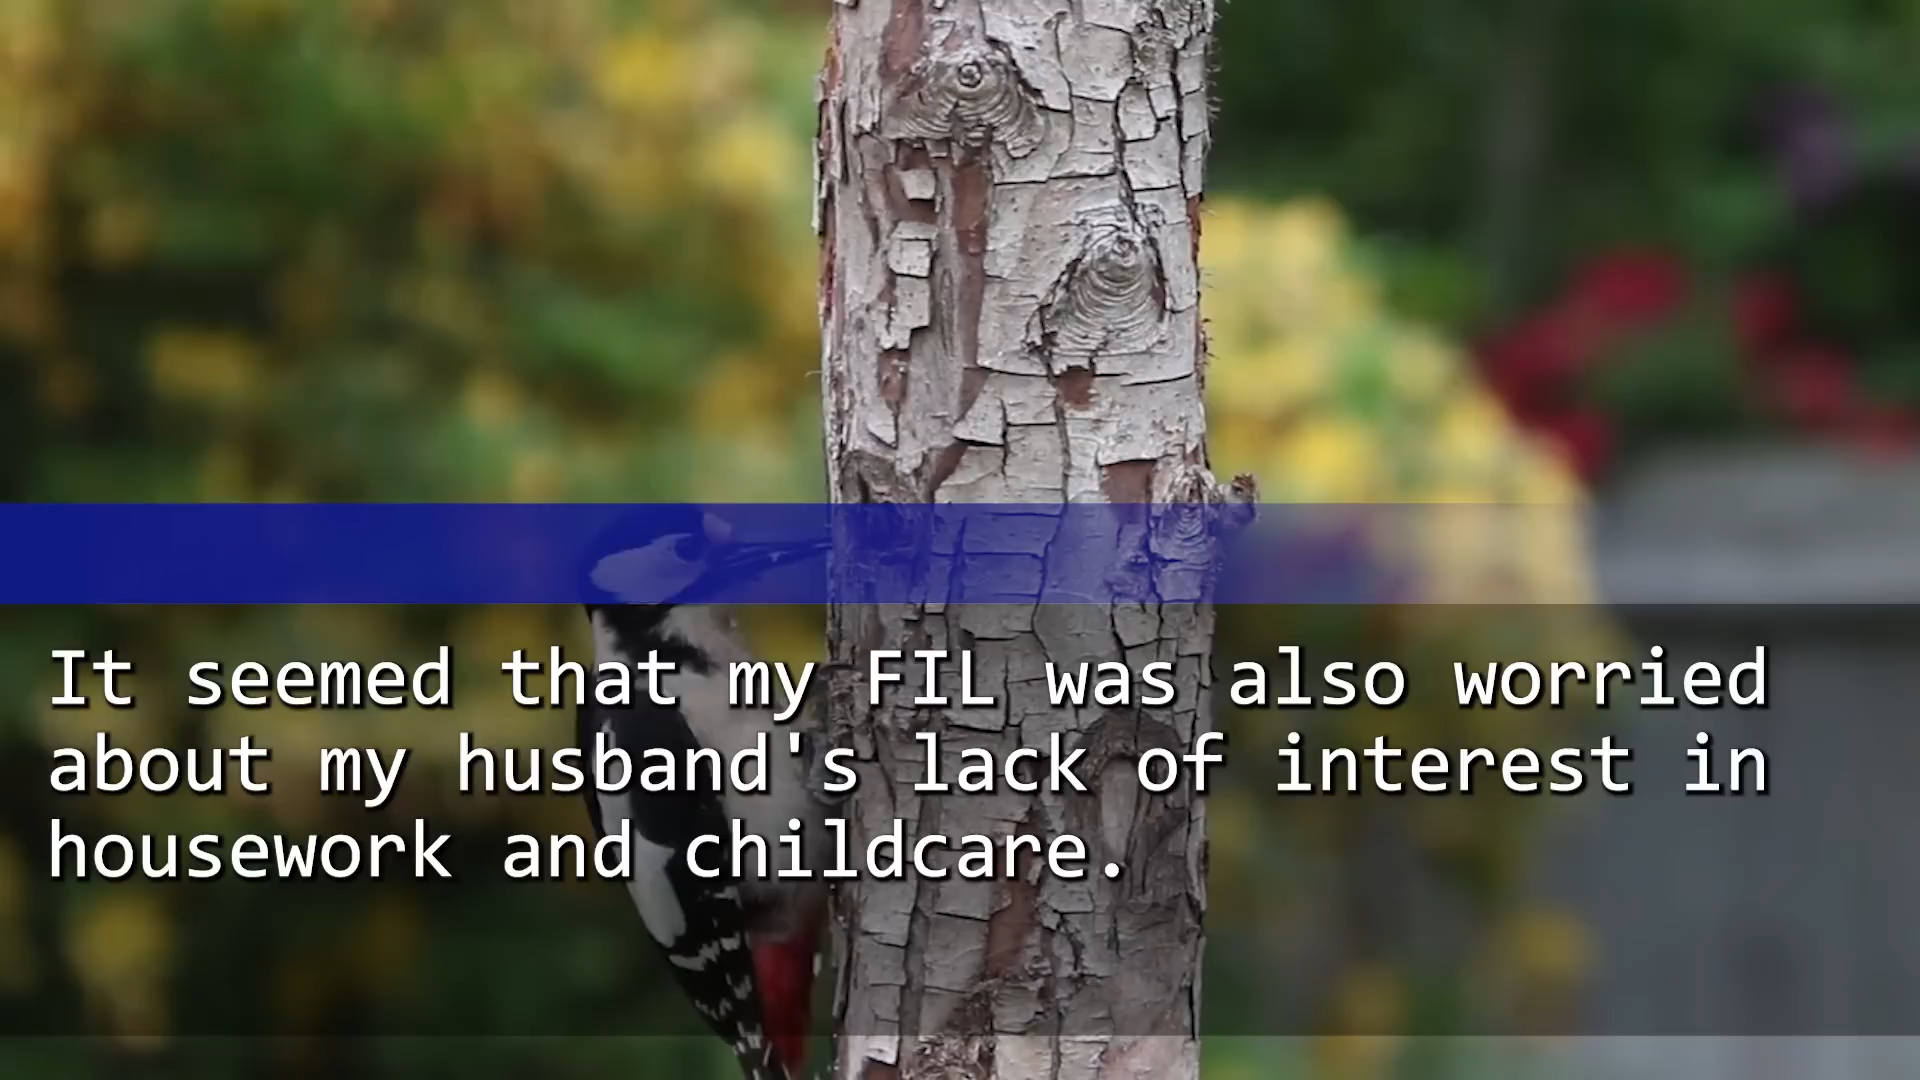 It seemed that my FIL was also worried
about my husband's lack of interest in
housework and childcare.